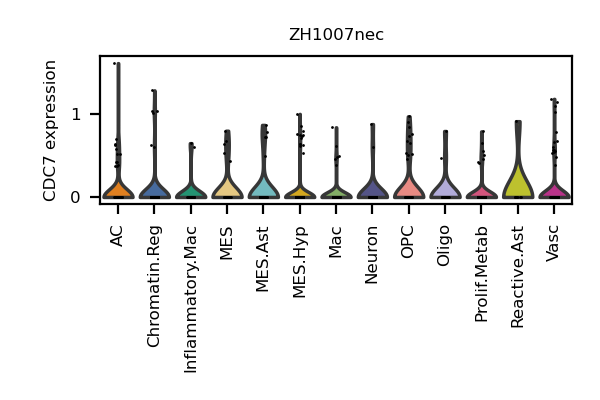 ZH1007nec
CDC7 expression
1
0
AC
Chromatin.Reg
Inflammatory.Mac
MES
MES.Ast
MES.Hyp
Mac
Neuron
OPC
Oligo
Prolif.Metab
Reactive.Ast
Vasc